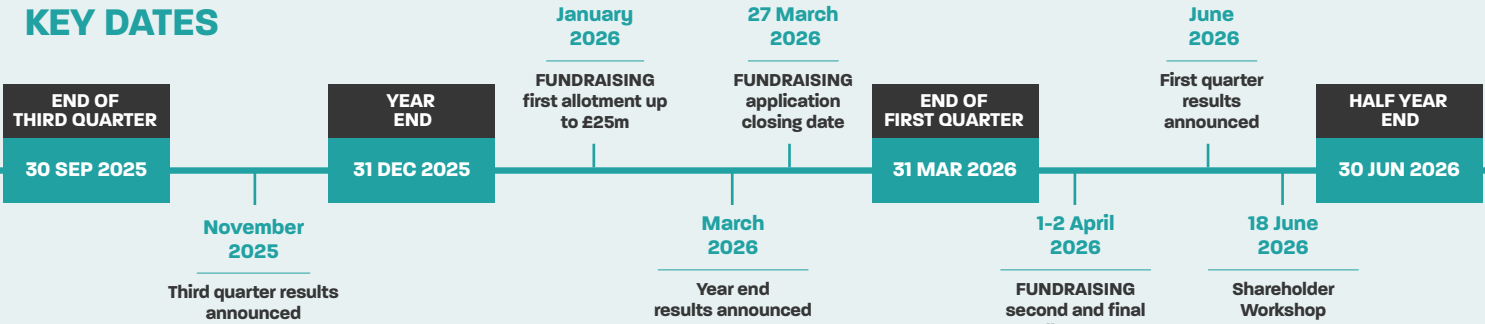 KEY DATES
END OF
THIRD QUARTER
30 SEP 2025
November
2025
Third quarter results
announced
YEAR
END
31 DEC 2025
January
2026
FUNDRAISING
first allotment up
to £25m
March
2026
Year end
results announced
27 March
2026
FUNDRAISING
application
closing date
END OF
FIRST QUARTER
31 MAR 2026
1-2 April
2026
FUNDRAISING
second and final
June
2026
First quarter
results
announced
18 June
2026
Shareholder
Workshop
HALF YEAR
END
30 JUN 2026